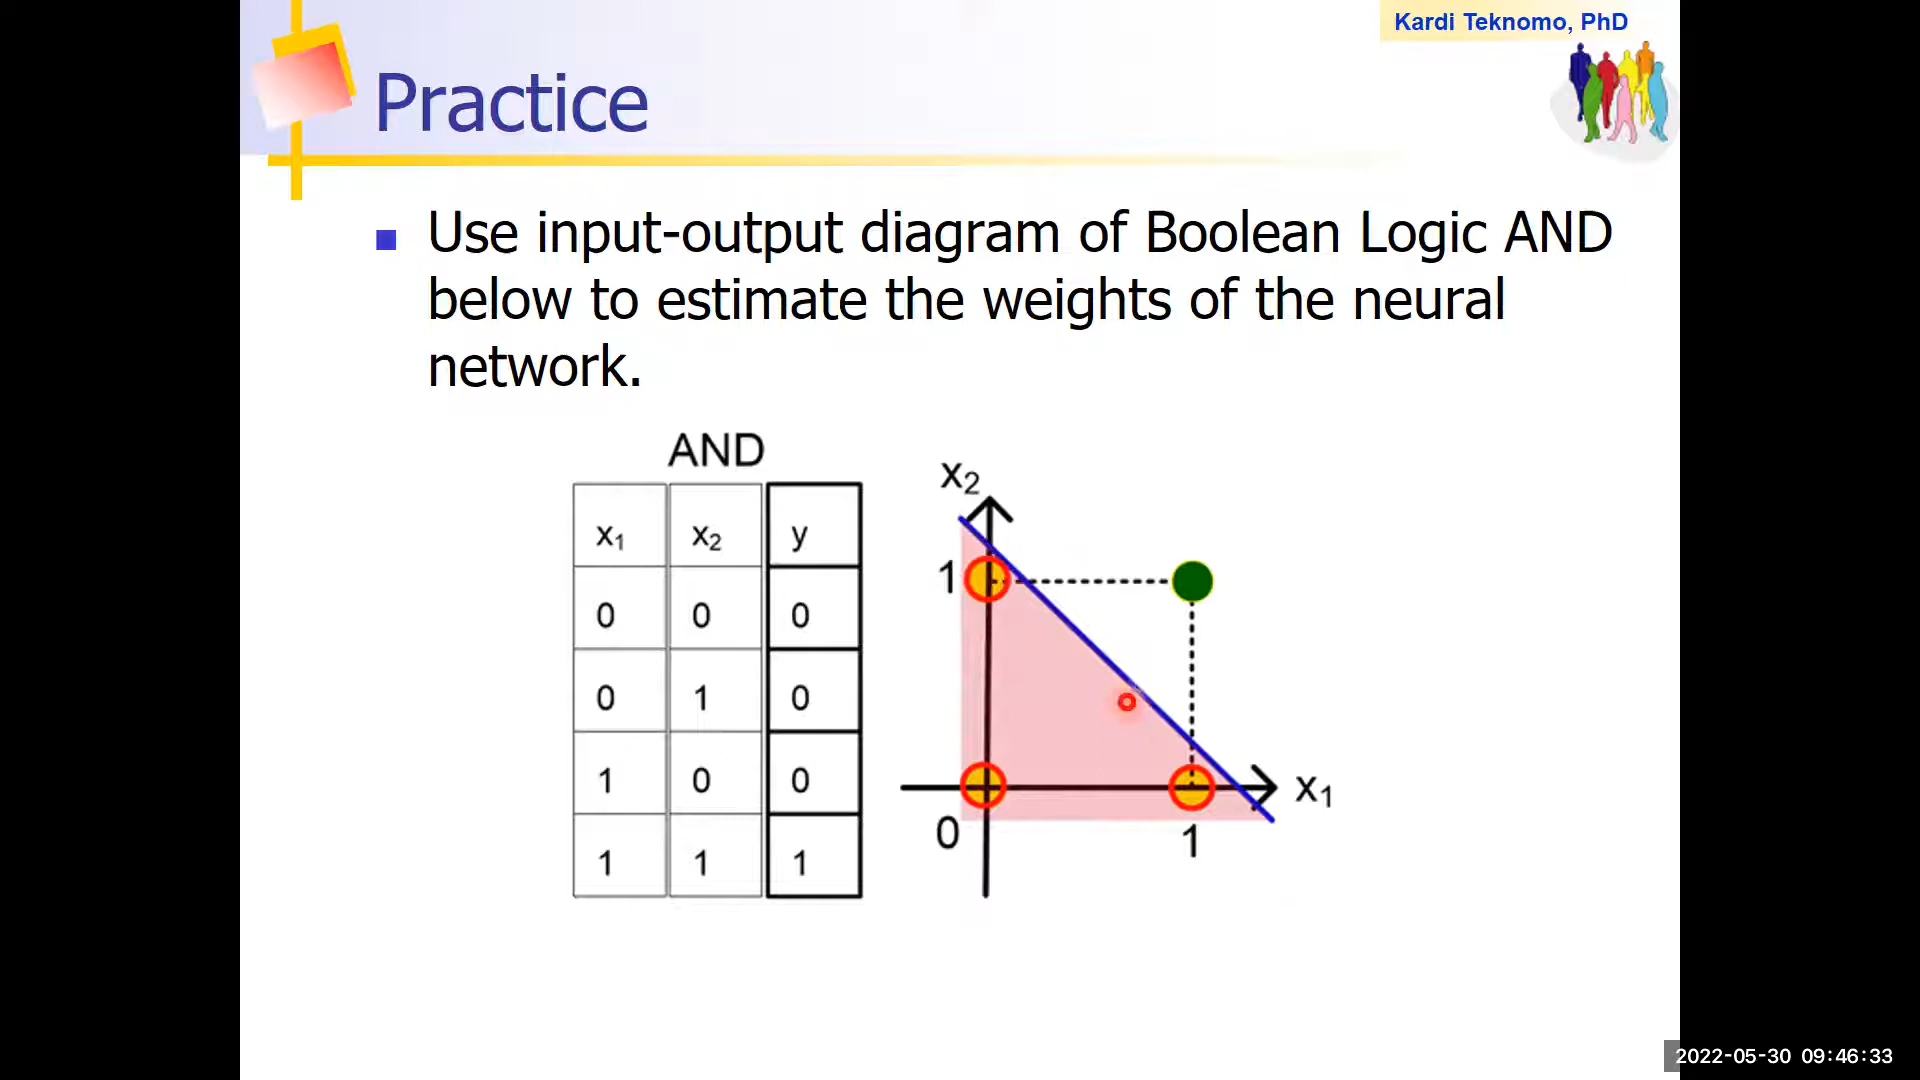 Kardi Teknomo, PhD
Practice
Use input-output diagram of Boolean Logic AND
below to estimate the weights of the neural
network.
AND
x₁ x₂ y
0 0 0
0 1 0
1 0 0
1 1 1
x₂
1
x₁
0
1
2022-05-30 09:46:33